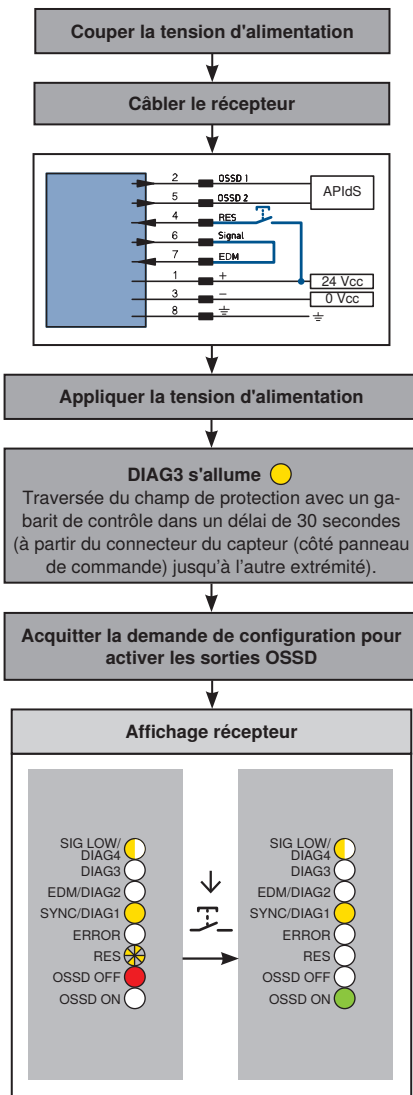 Couper la tension d'alimentation
Câbler le récepteur
2 OSSD 1
APIdS
5 OSSD 2
4 RES
6 Signal
7 EDM
1 +
24 Vcc
3 −
0 Vcc
8
Appliquer la tension d'alimentation
DIAG3 s'allume
Traversée du champ de protection avec un ga-
barit de contrôle dans un délai de 30 secondes
(à partir du connecteur du capteur (côté panneau
de commande) jusqu'à l'autre extrémité).
Acquitter la demande de configuration pour
activer les sorties OSSD
Affichage récepteur
SIG LOW/
DIAG4
DIAG3
EDM/DIAG2
SYNC/DIAG1
ERROR
RES
OSSD OFF
OSSD ON
SIG LOW/
DIAG4
DIAG3
EDM/DIAG2
SYNC/DIAG1
ERROR
RES
OSSD OFF
OSSD ON